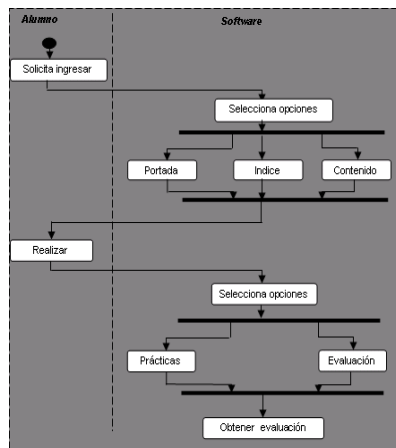 Alumno
Software
Solicita ingresar
Selecciona opciones
Portada
Indice
Contenido
Realizar
Selecciona opciones
Prácticas
Evaluación
Obtener evaluación